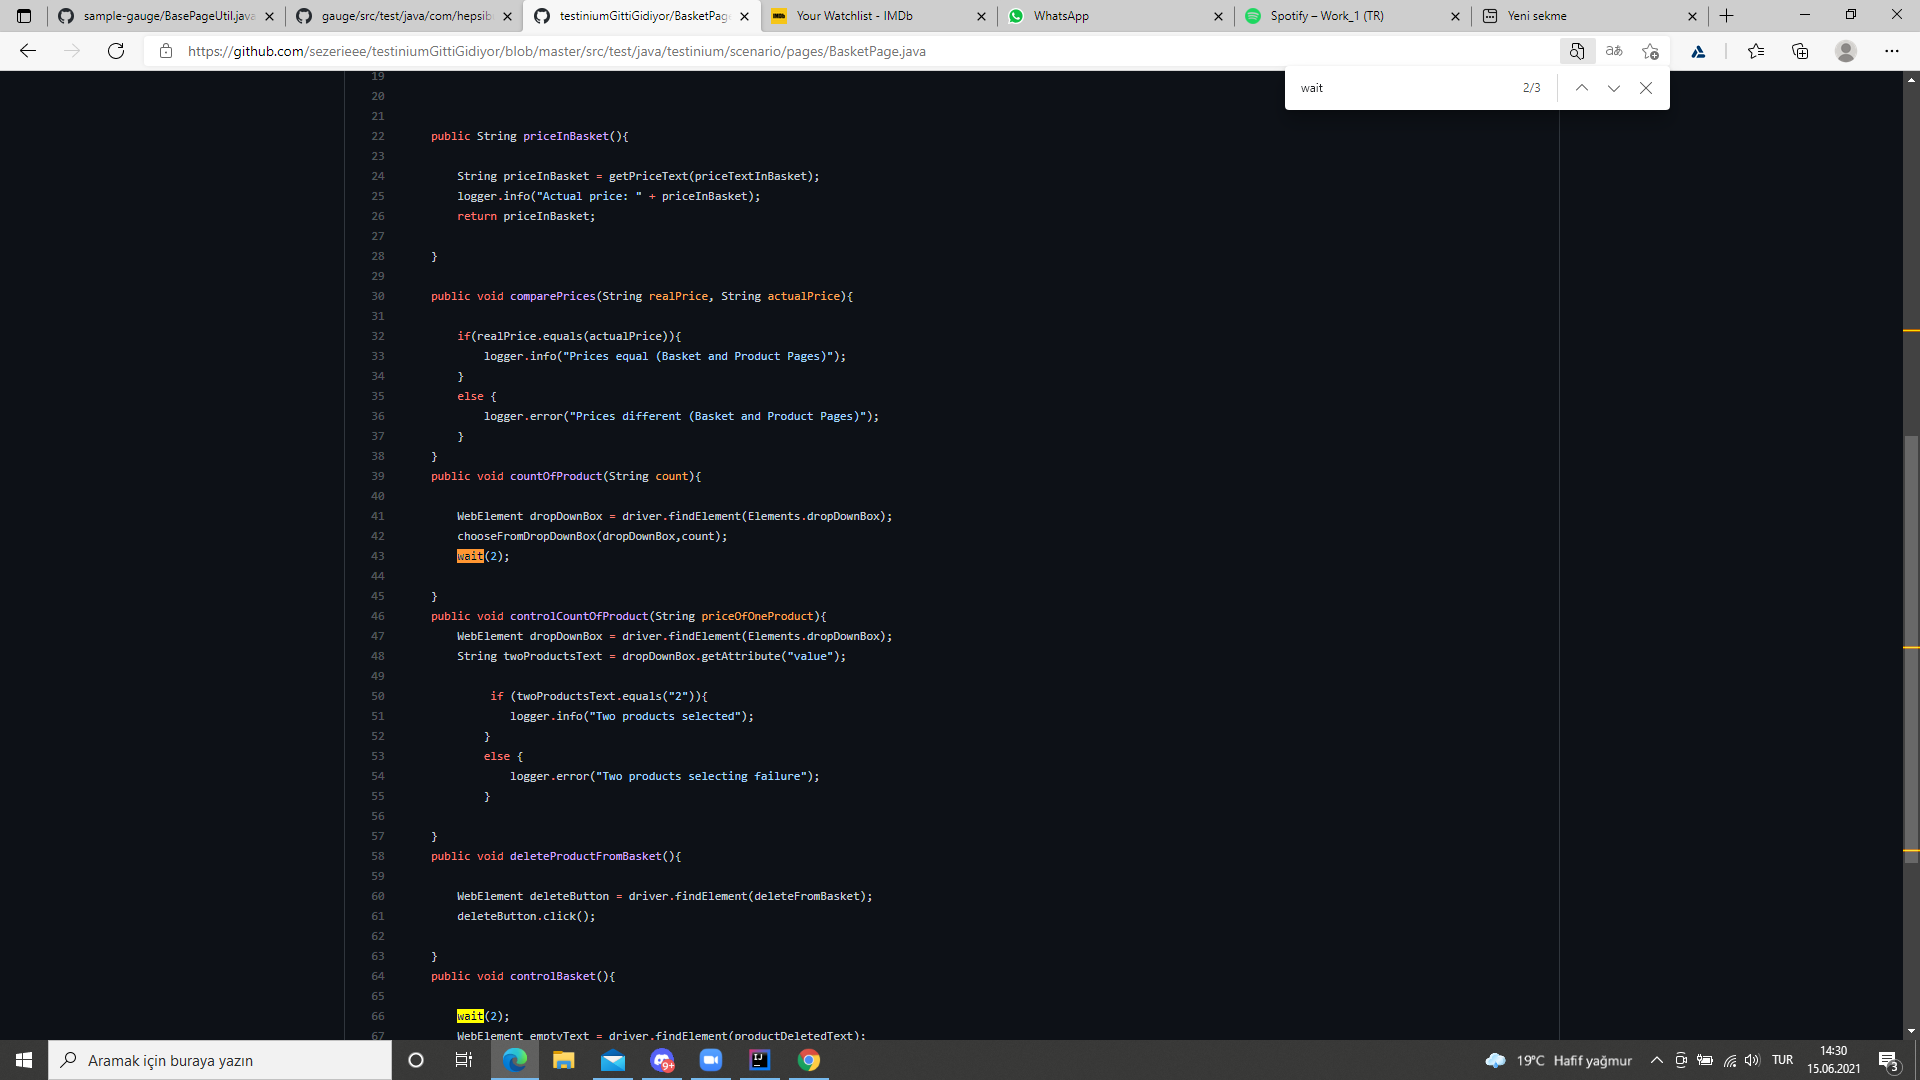 sample-gauge/BasePageUtil.java
gauge/src/test/java/com/hepsib
testiniumGittiGidiyor/BasketPage
Your Watchlist - IMDb
WhatsApp
Spotify – Work_1 (TR)
Yeni sekme
https://github.com/sezerieee/testiniumGittiGidiyor/blob/master/src/test/java/testinium/scenario/pages/BasketPage.java
wait 2/3
19
20
21
22 public String priceInBasket(){
23
24 String priceInBasket = getPriceText(priceTextInBasket);
25 logger.info("Actual price: " + priceInBasket);
26 return priceInBasket;
27
28 }
29
30 public void comparePrices(String realPrice, String actualPrice){
31
32 if(realPrice.equals(actualPrice)){
33 logger.info("Prices equal (Basket and Product Pages)");
34 }
35 else {
36 logger.error("Prices different (Basket and Product Pages)");
37 }
38 }
39 public void countOfProduct(String count){
40
41 WebElement dropDownBox = driver.findElement(Elements.dropDownBox);
42 chooseFromDropDownBox(dropDownBox,count);
43 wait(2);
44
45 }
46 public void controlCountOfProduct(String priceOfOneProduct){
47 WebElement dropDownBox = driver.findElement(Elements.dropDownBox);
48 String twoProductsText = dropDownBox.getAttribute("value");
49
50 if (twoProductsText.equals("2")){
51 logger.info("Two products selected");
52 }
53 else {
54 logger.error("Two products selecting failure");
55 }
56
57 }
58 public void deleteProductFromBasket(){
59
60 WebElement deleteButton = driver.findElement(deleteFromBasket);
61 deleteButton.click();
62
63 }
64 public void controlBasket(){
65
66 wait(2);
67 WebElement emptyText = driver.findElement(productDeletedText);
Aramak için buraya yazın
9+
19°C Hafif yağmur
TUR
14:30
15.06.2021
3